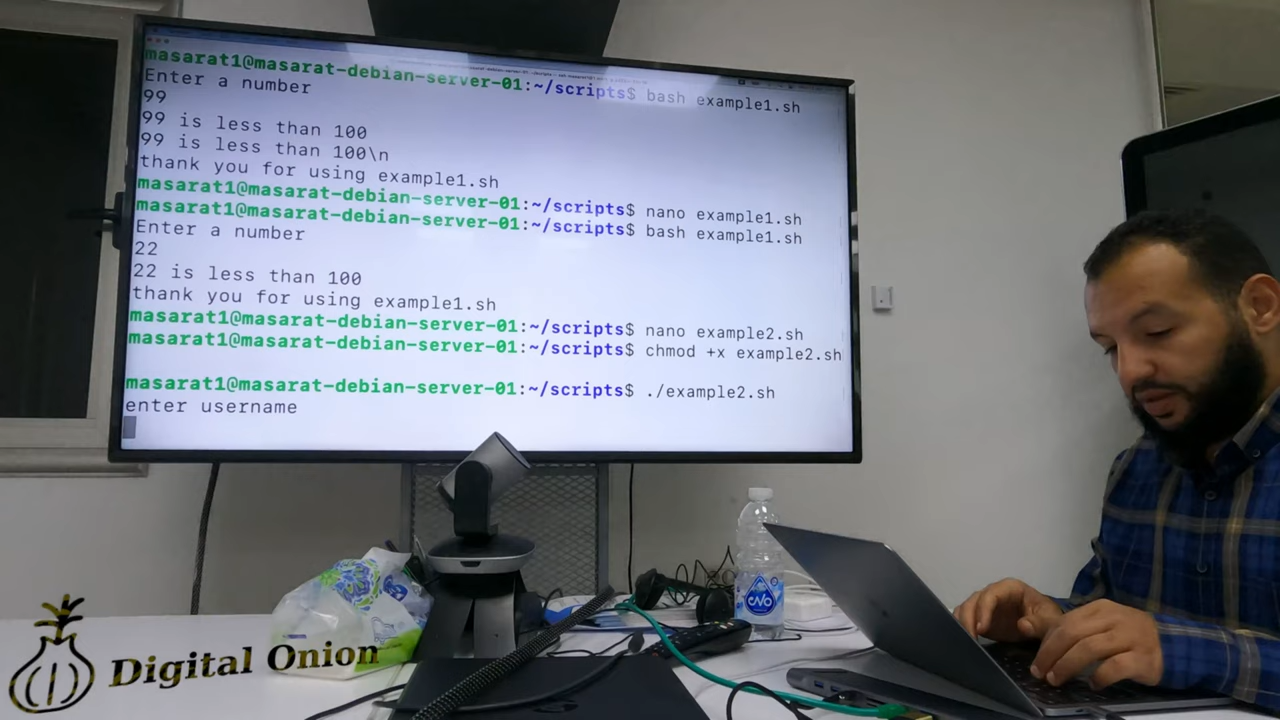 masarat1@masarat-debian-server-01:~/scripts$ bash example1.sh
Enter a number
99
99 is less than 100
99 is less than 100\n
thank you for using example1.sh
masarat1@masarat-debian-server-01:~/scripts$ nano example1.sh
masarat1@masarat-debian-server-01:~/scripts$ bash example1.sh
Enter a number
22
22 is less than 100
thank you for using example1.sh
masarat1@masarat-debian-server-01:~/scripts$ nano example2.sh
masarat1@masarat-debian-server-01:~/scripts$ chmod +x example2.sh
masarat1@masarat-debian-server-01:~/scripts$ ./example2.sh
enter username
Digital Onion